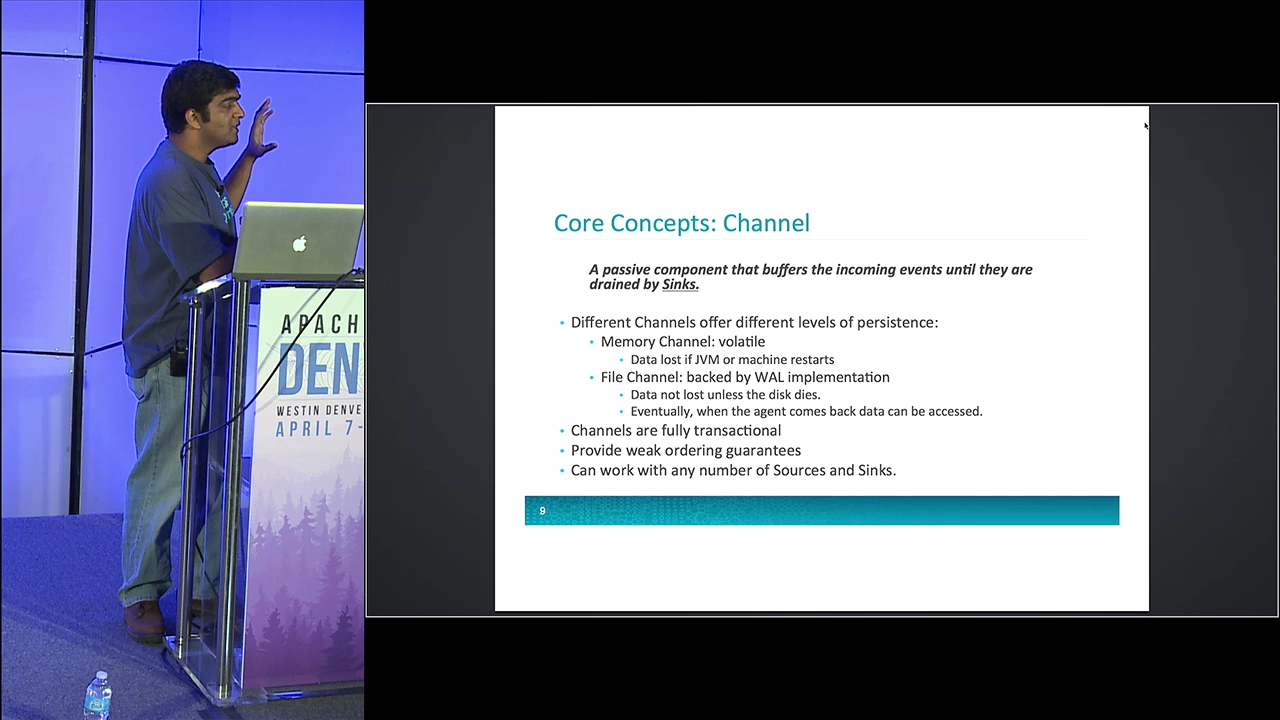 APACH
DEN
WESTIN DENVE
APRIL 7-
Core Concepts: Channel
A passive component that buffers the incoming events until they are
drained by Sinks.
• Different Channels offer different levels of persistence:
• Memory Channel: volatile
• Data lost if JVM or machine restarts
• File Channel: backed by WAL implementation
• Data not lost unless the disk dies.
• Eventually, when the agent comes back data can be accessed.
• Channels are fully transactional
• Provide weak ordering guarantees
• Can work with any number of Sources and Sinks.
9